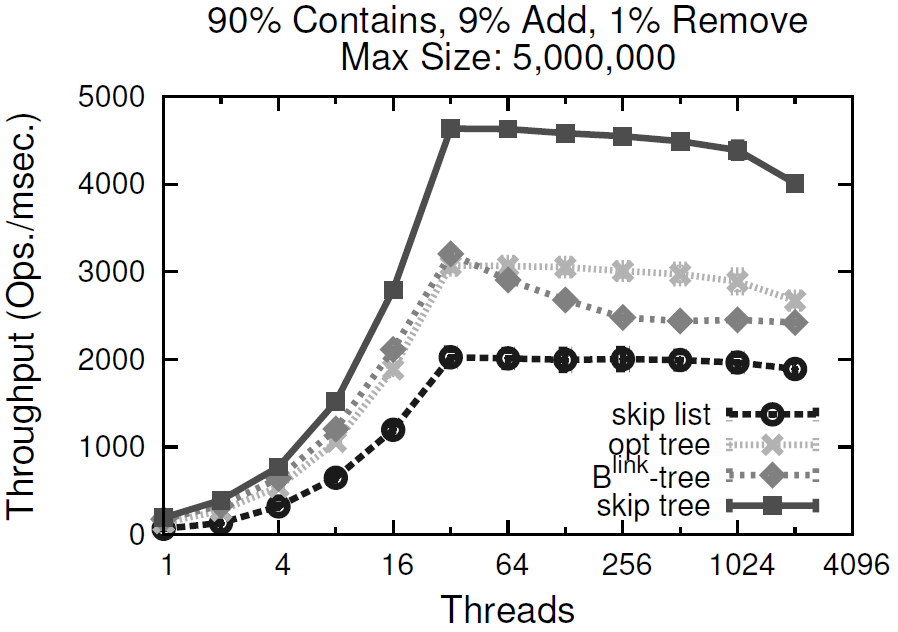 90% Contains, 9% Add, 1% Remove
Max Size: 5,000,000
Throughput (Ops./msec.)
5000
4000
3000
2000
1000
0
skip list
opt tree
B^link-tree
skip tree
1 4 16 64 256 1024 4096
Threads